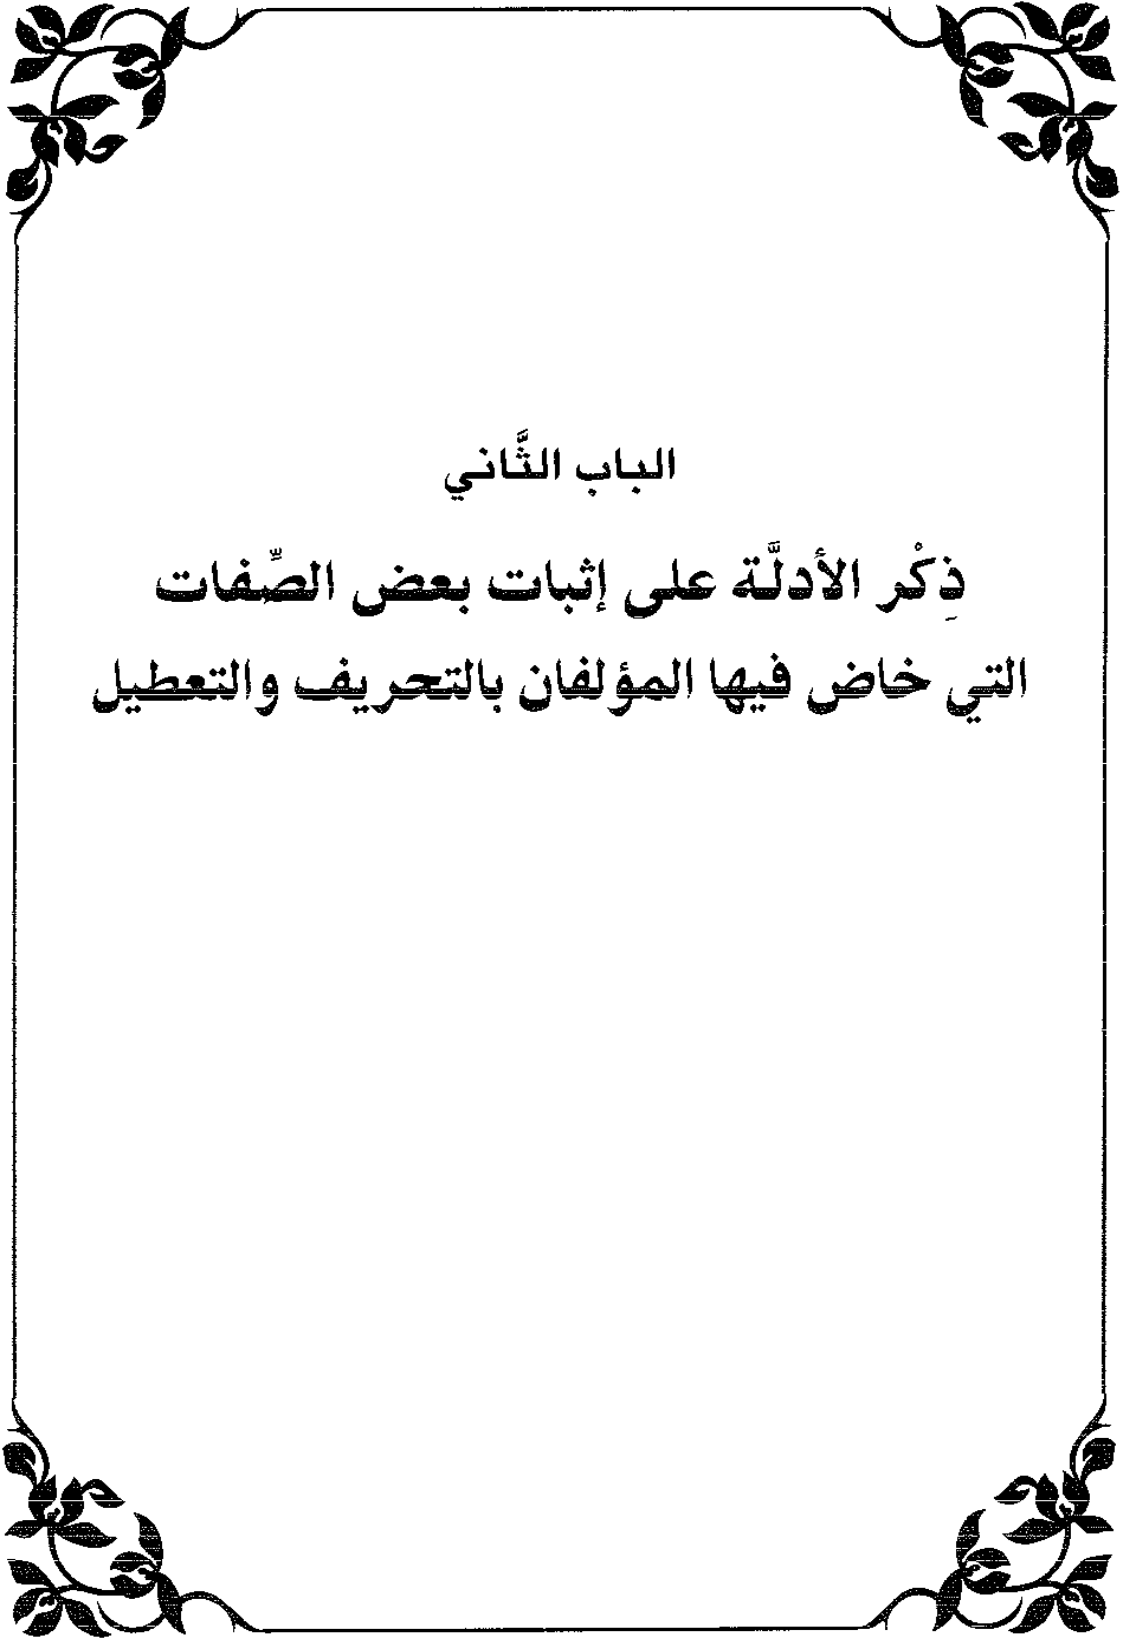 الباب الثَّاني
ذِكْر الأدلَّة على إثبات بعض الصِّفات
التي خاض فيها المؤلفان بالتحريف والتعطيل